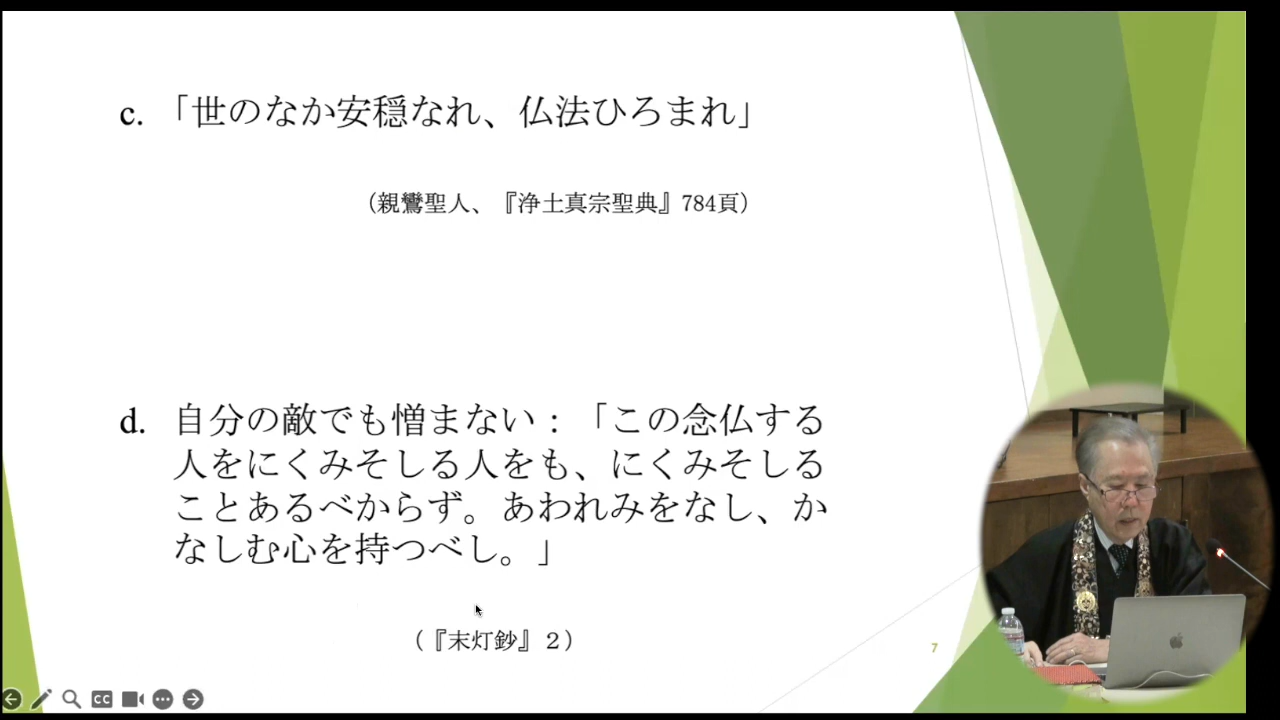 c. 「世のなか安穏なれ、仏法ひろまれ」
（親鸞聖人、『浄土真宗聖典』784頁）
d. 自分の敵でも憎まない：「この念仏する
人をにくみそしる人をも、にくみそしる
ことあるべからず。あわれみをなし、か
なしむ心を持つべし。」
（『末灯鈔』２）
7
CC